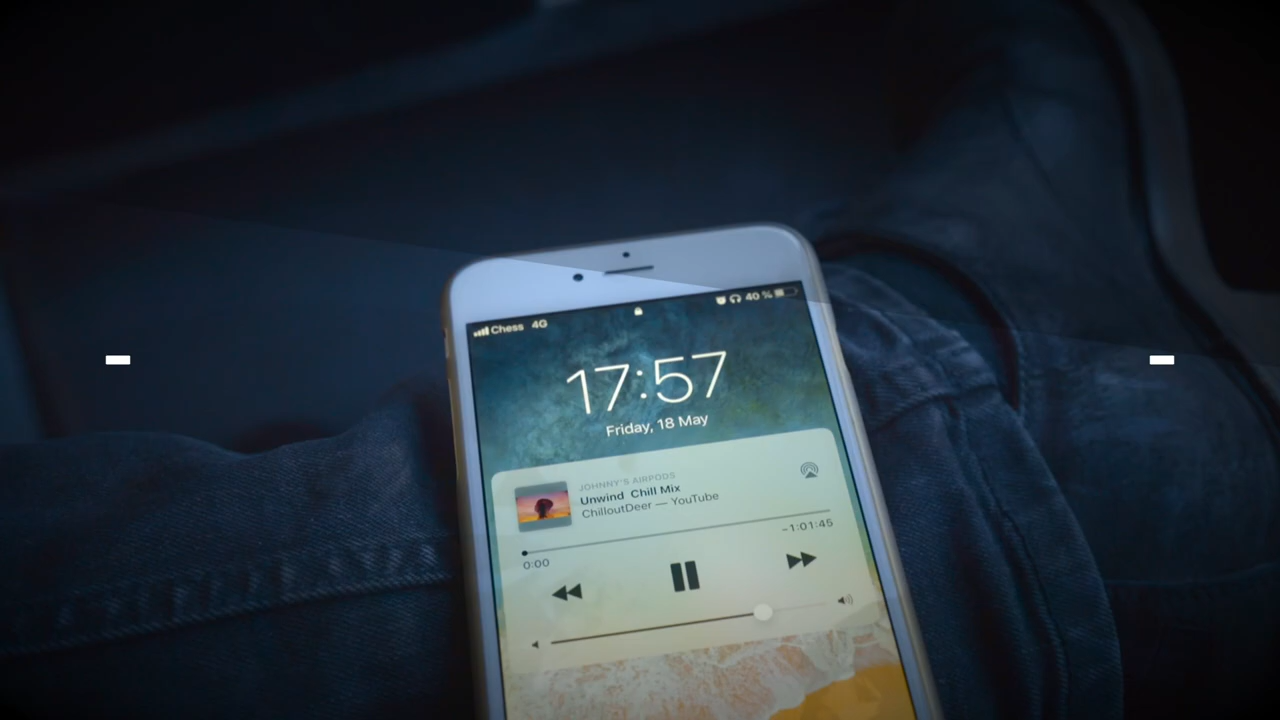 Chess 4G 40 %
17:57
Friday, 18 May
JOHNNY'S AIRPODS
Unwind Chill Mix
ChilloutDeer — YouTube
0:00 -1:01:45